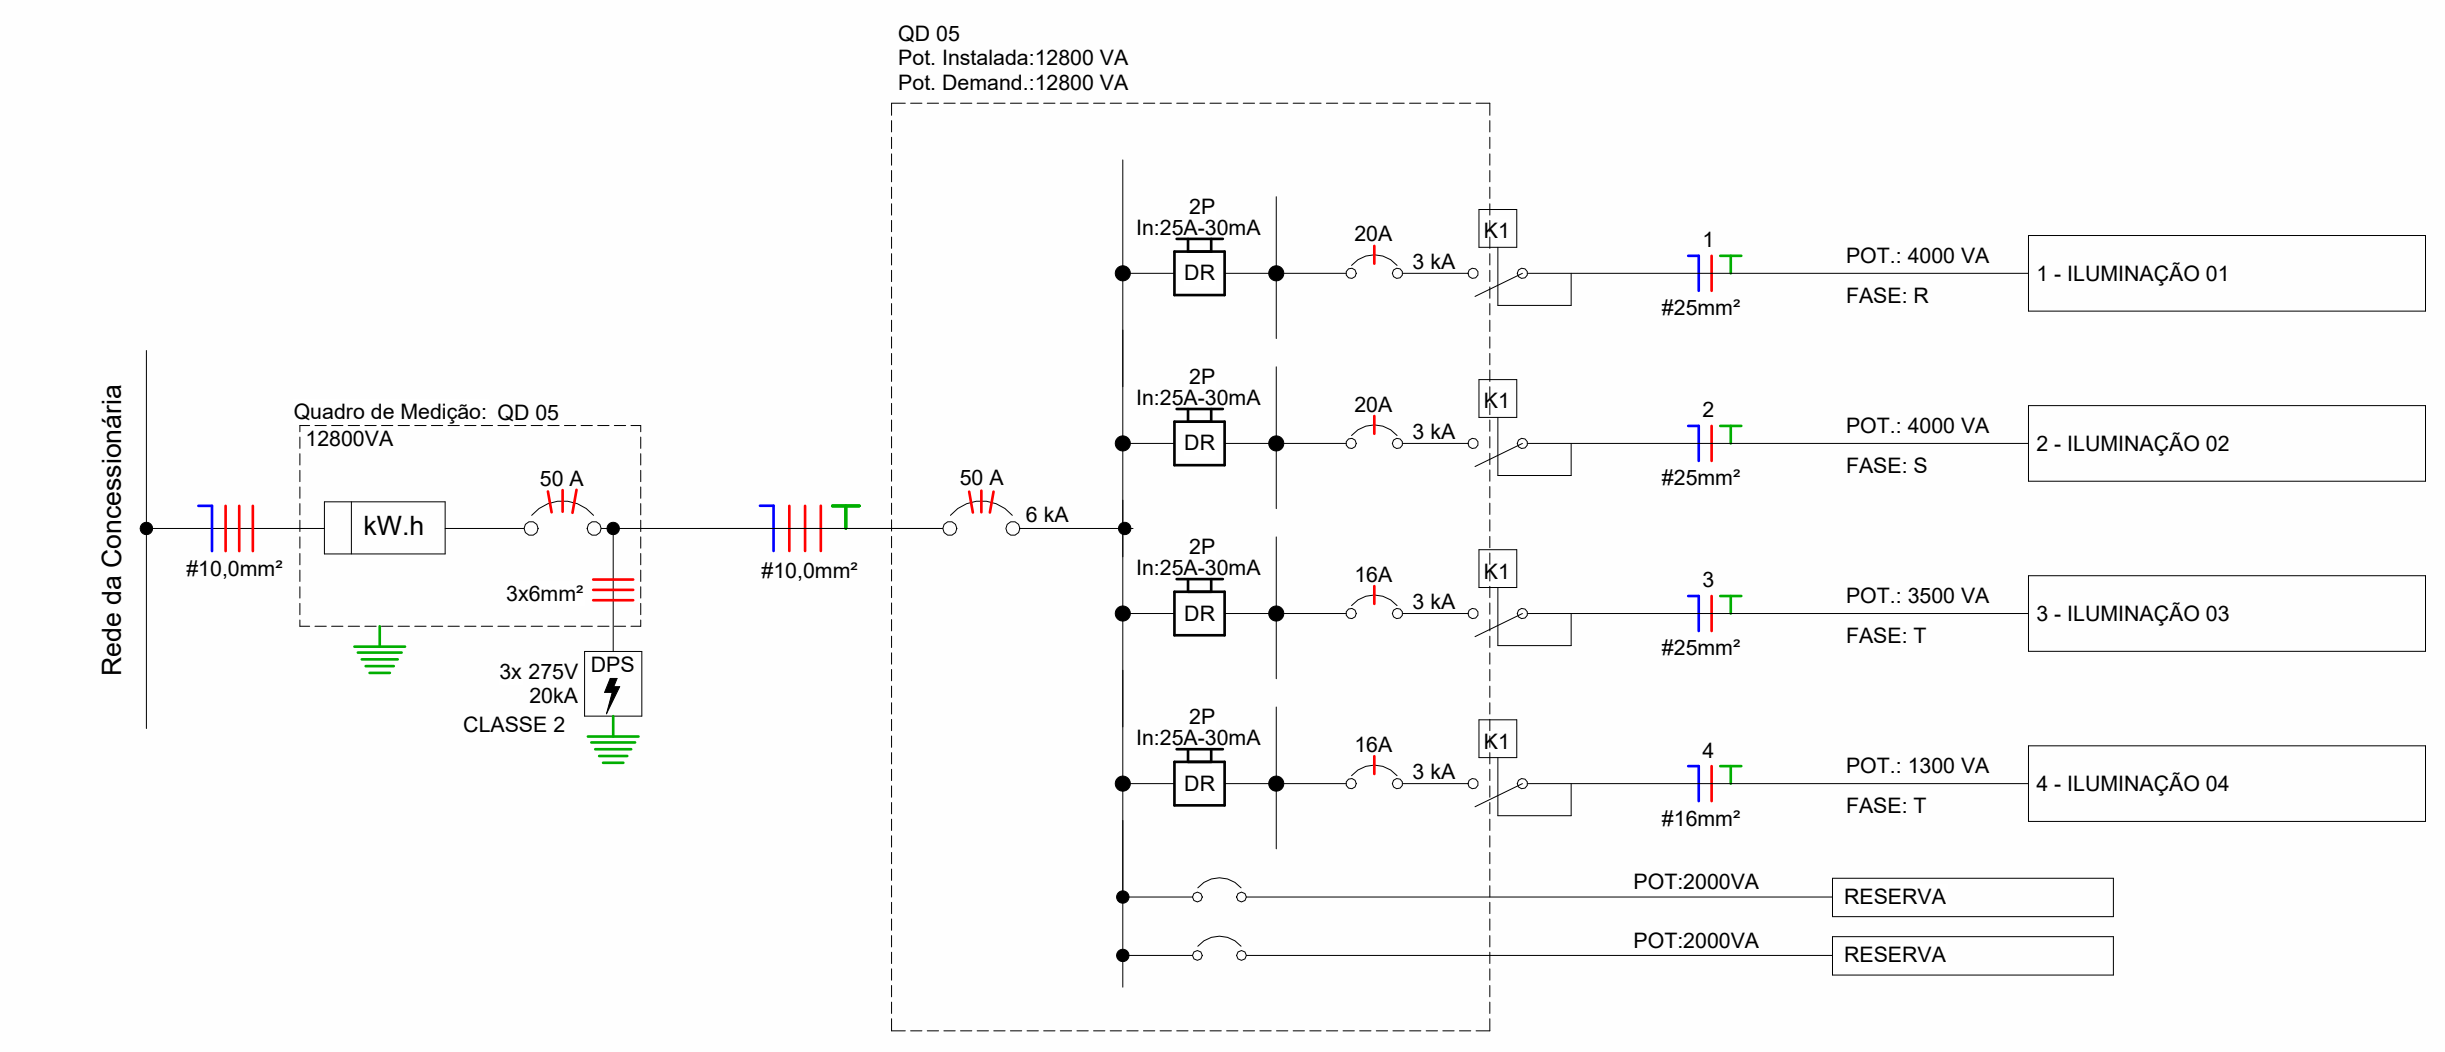 QD 05
Pot. Instalada:12800 VA
Pot. Demand.:12800 VA
Rede da Concessionária
#10,0mm²
Quadro de Medição: QD 05
12800VA
kW.h
50 A
3x6mm²
3x 275V
20kA
CLASSE 2
DPS
#10,0mm²
50 A
6 kA
2P
In:25A-30mA
DR
20A
3 kA
K1
1
#25mm²
POT.: 4000 VA
FASE: R
1 - ILUMINAÇÃO 01
2P
In:25A-30mA
DR
20A
3 kA
K1
2
#25mm²
POT.: 4000 VA
FASE: S
2 - ILUMINAÇÃO 02
2P
In:25A-30mA
DR
16A
3 kA
K1
3
#25mm²
POT.: 3500 VA
FASE: T
3 - ILUMINAÇÃO 03
2P
In:25A-30mA
DR
16A
3 kA
K1
4
#16mm²
POT.: 1300 VA
FASE: T
4 - ILUMINAÇÃO 04
POT:2000VA
RESERVA
POT:2000VA
RESERVA